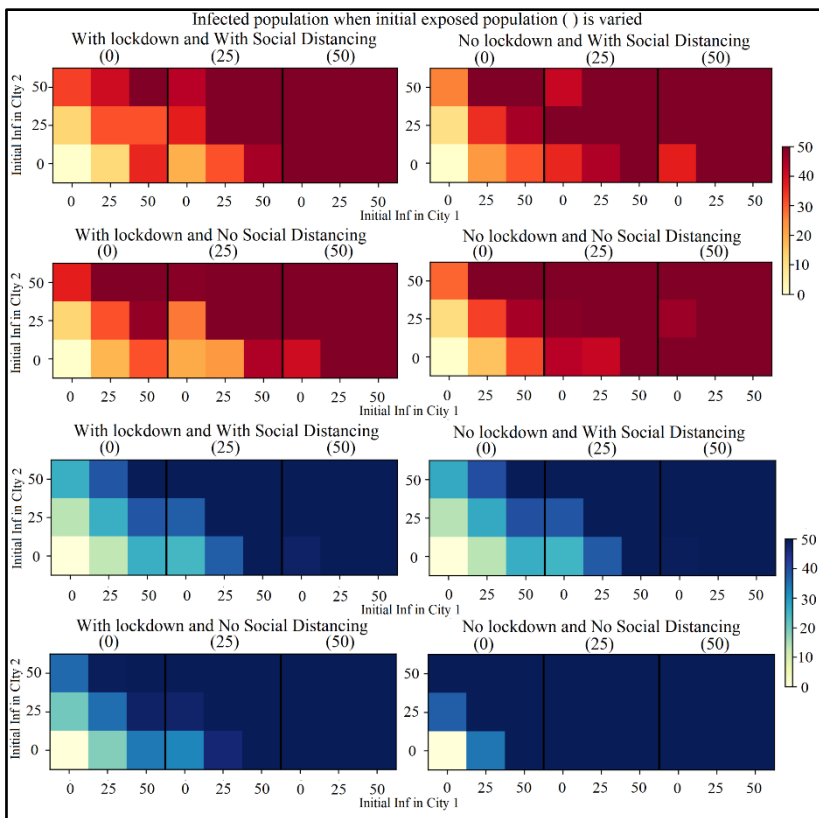 Infected population when initial exposed population ( ) is varied
With lockdown and With Social Distancing
(0) (25) (50)
No lockdown and With Social Distancing
(0) (25) (50)
Initial Inf in CIty 2
50
25
0
50
25
0
50
40
30
20
10
0
0 25 50 0 25 50 0 25 50
0 25 50 0 25 50 0 25 50
Initial Inf in City 1
With lockdown and No Social Distancing
(0) (25) (50)
No lockdown and No Social Distancing
(0) (25) (50)
Initial Inf in CIty 2
50
25
0
50
25
0
0 25 50 0 25 50 0 25 50
0 25 50 0 25 50 0 25 50
Initial Inf in City 1
With lockdown and With Social Distancing
(0) (25) (50)
No lockdown and With Social Distancing
(0) (25) (50)
Initial Inf in CIty 2
50
25
0
50
25
0
50
40
30
20
10
0
0 25 50 0 25 50 0 25 50
0 25 50 0 25 50 0 25 50
Initial Inf in City 1
With lockdown and No Social Distancing
(0) (25) (50)
No lockdown and No Social Distancing
(0) (25) (50)
Initial Inf in CIty 2
50
25
0
50
25
0
0 25 50 0 25 50 0 25 50
0 25 50 0 25 50 0 25 50
Initial Inf in City 1